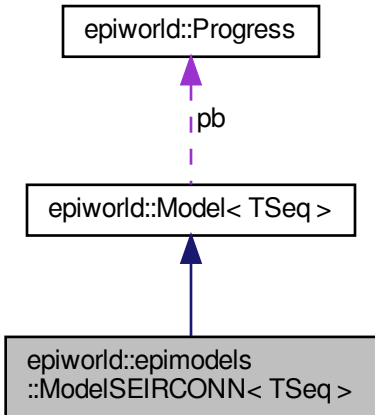 epiworld::Progress
pb
epiworld::Model< TSeq >
epiworld::epimodels
::ModelSEIRCONN< TSeq >